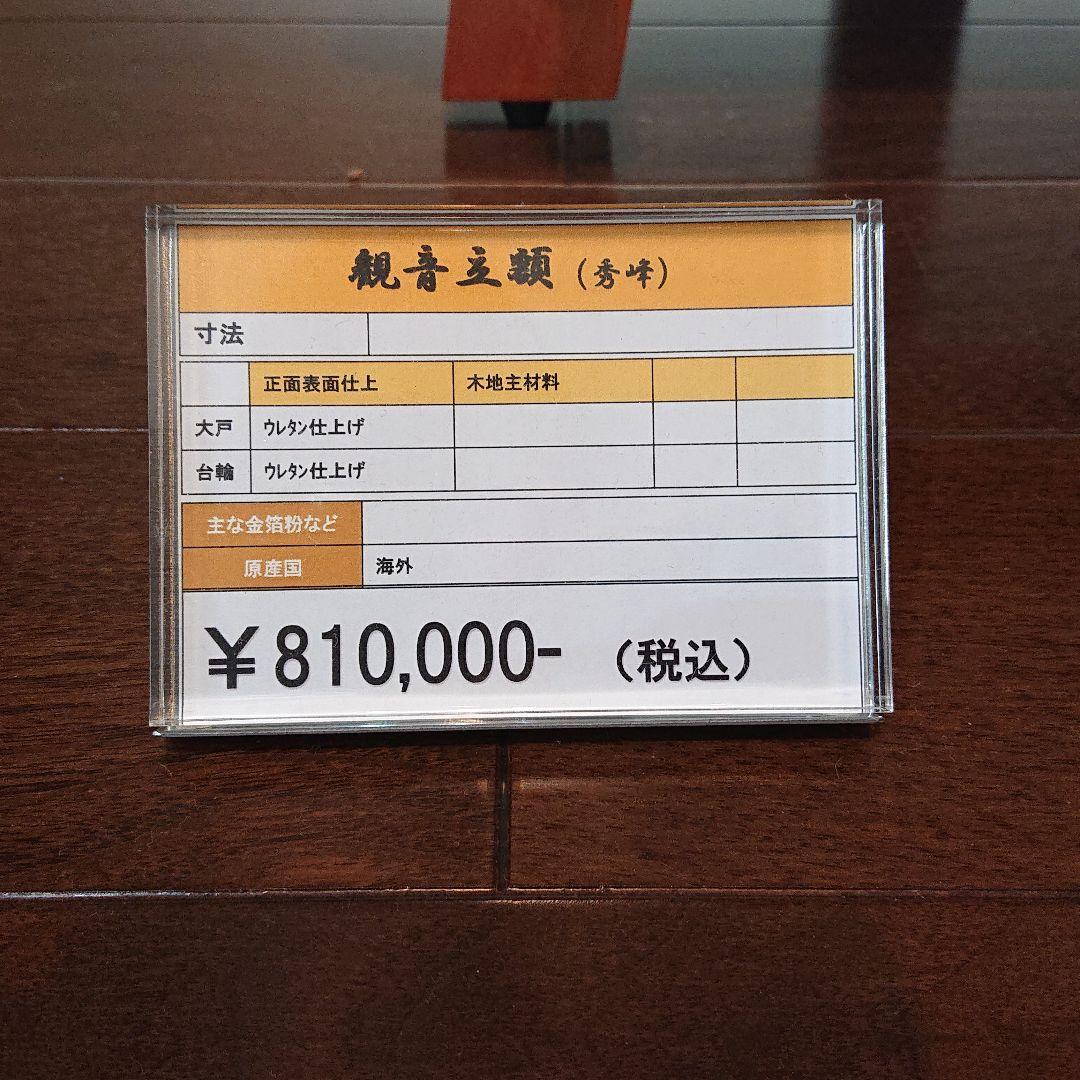 観音立額（秀峰）
寸法
正面表面仕上 木地主材料
大戸 ｳﾚﾀﾝ仕上げ
台輪 ｳﾚﾀﾝ仕上げ
主な金箔粉など
原産国 海外
￥810,000-（税込）